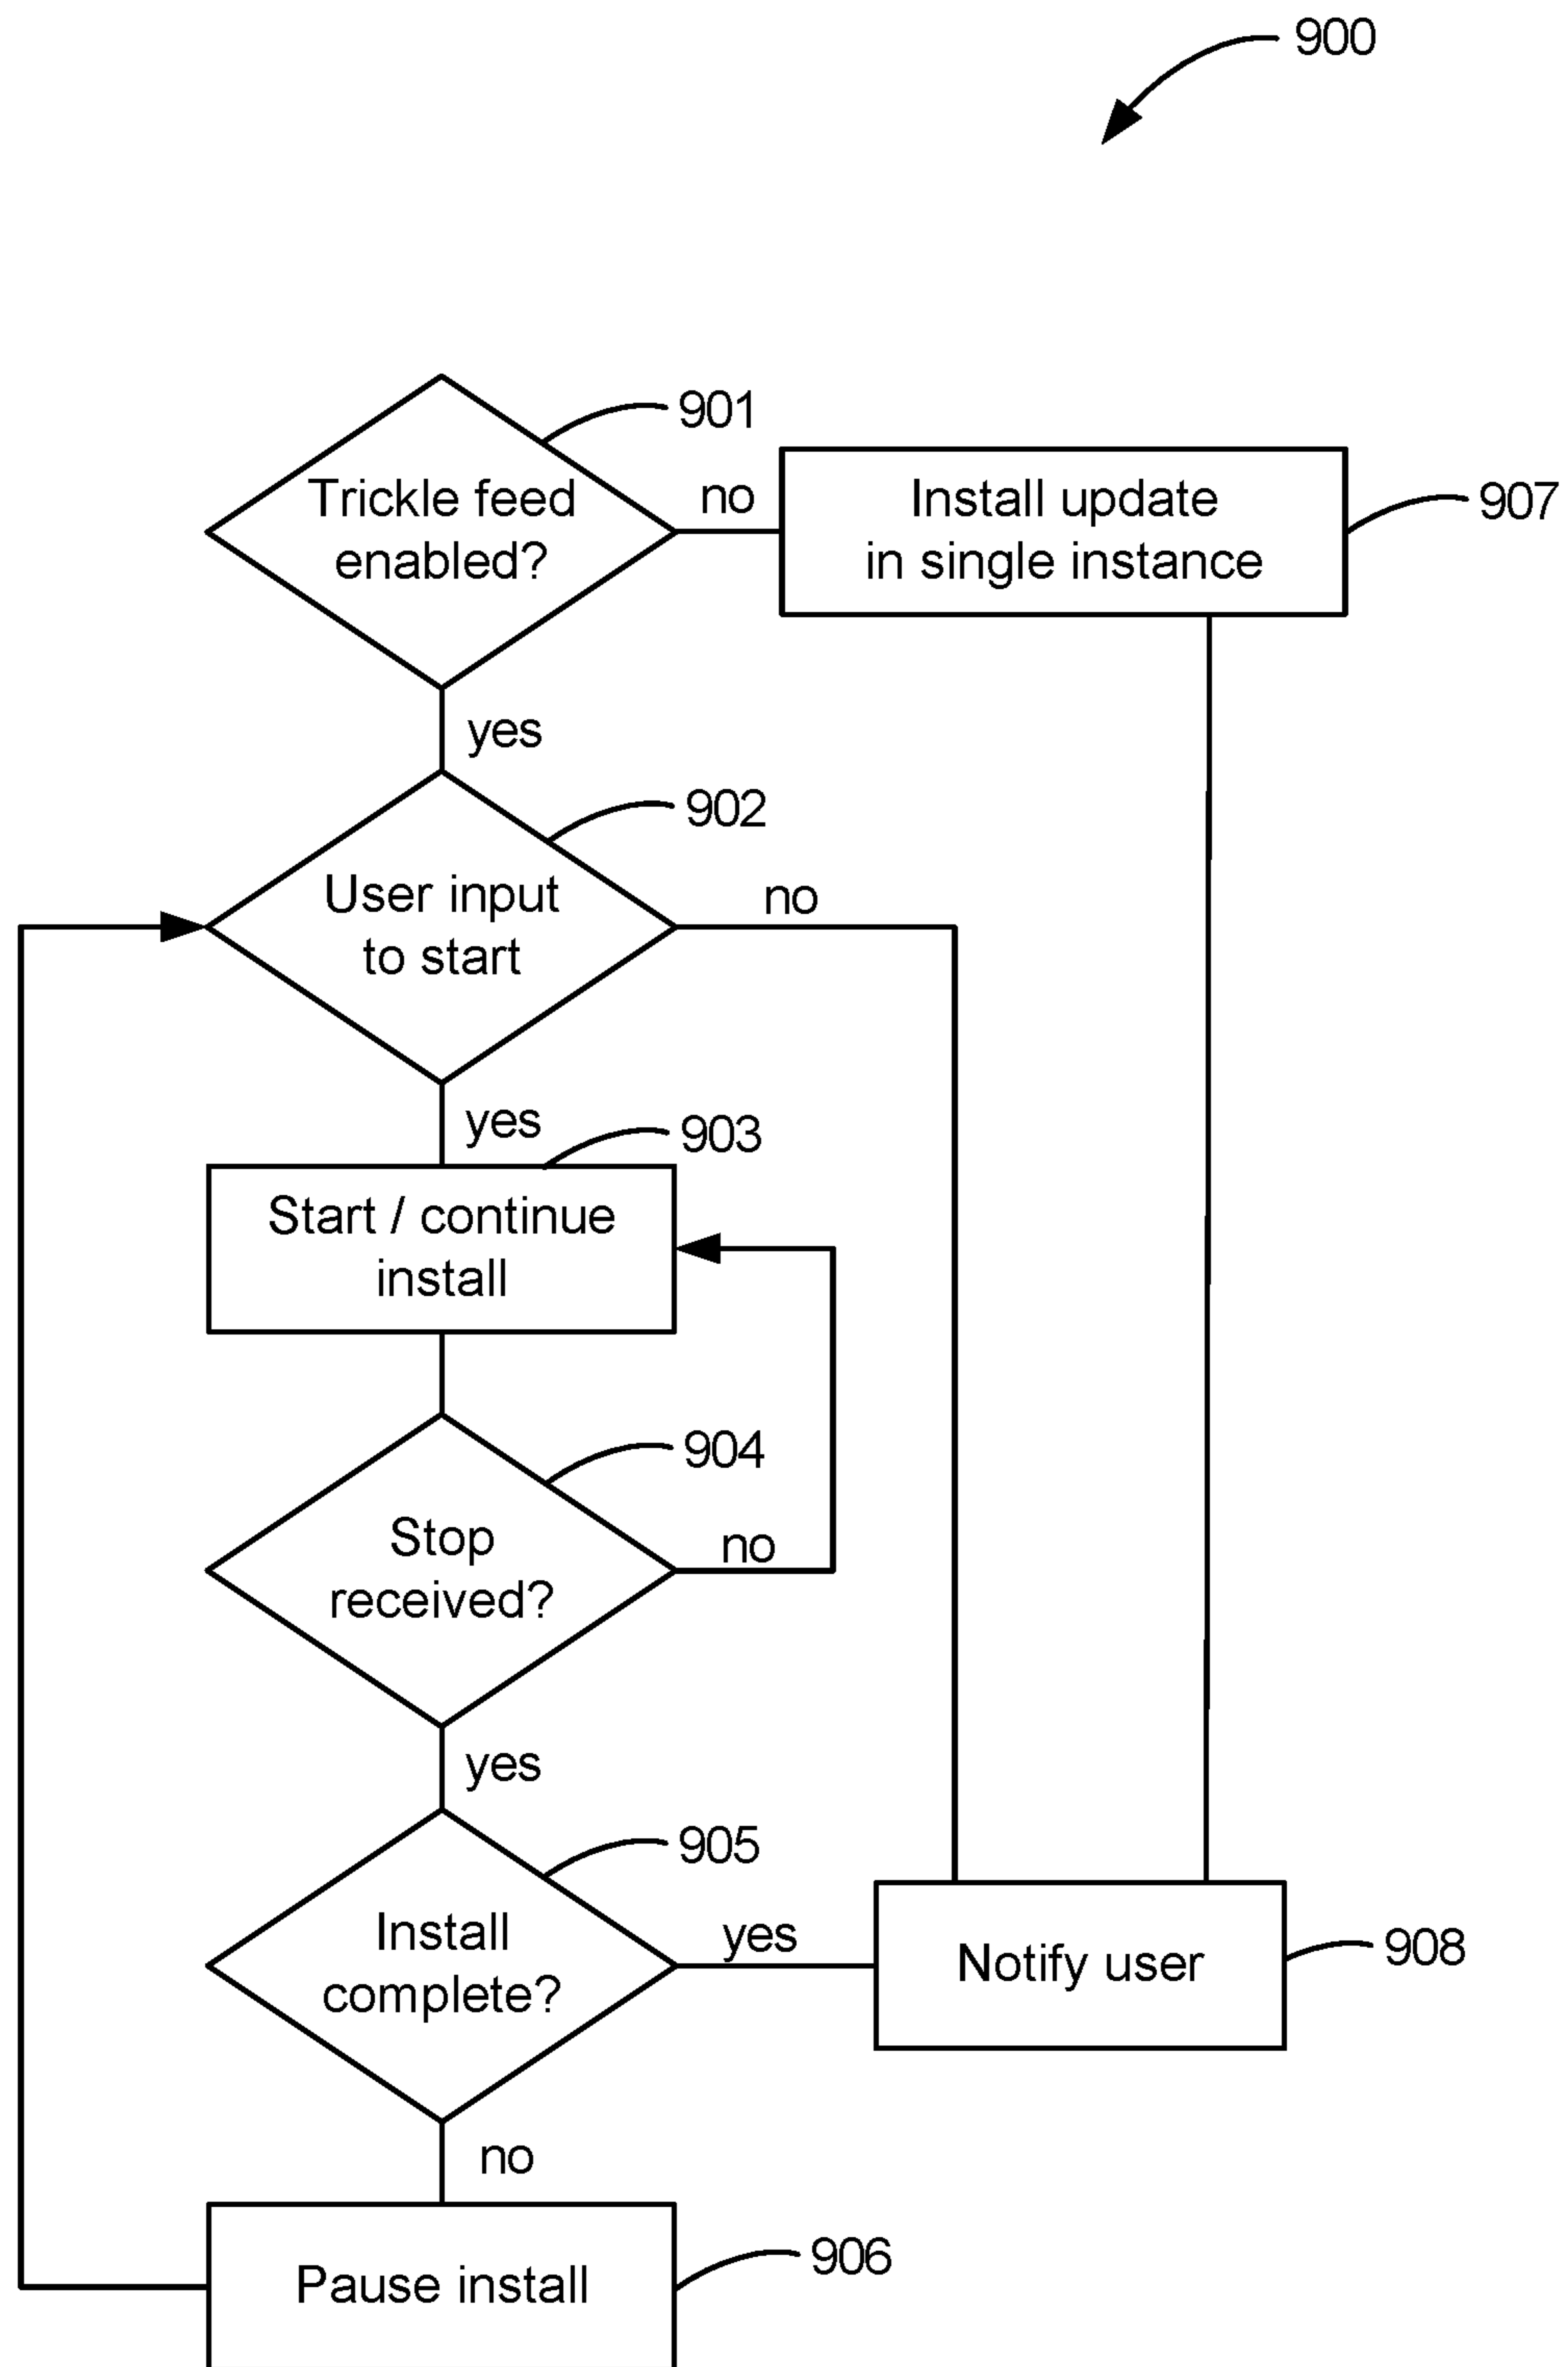 900
901
Trickle feed
enabled?
no
Install update
in single instance
907
yes
902
User input
to start
no
yes
903
Start / continue
install
904
Stop
received?
no
yes
905
Install
complete?
yes
Notify user
908
no
906
Pause install